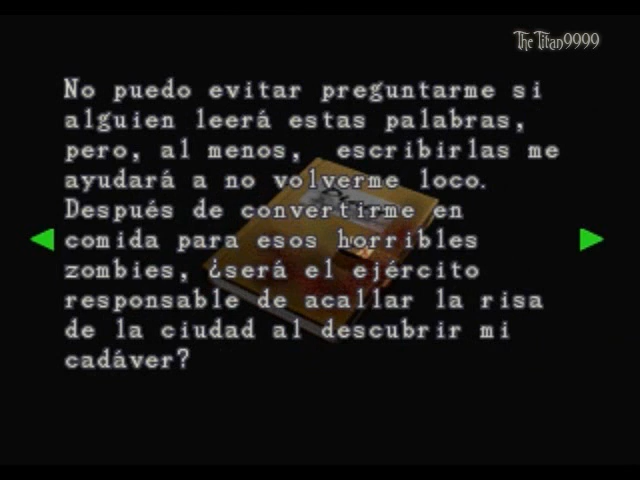 The Titan9999
No puedo evitar preguntarme si
alguien leerá estas palabras,
pero, al menos, escribirlas me
ayudará a no volverme loco.
Después de convertirme en
comida para esos horribles
zombies, ¿será el ejército
responsable de acallar la risa
de la ciudad al descubrir mi
cadáver?